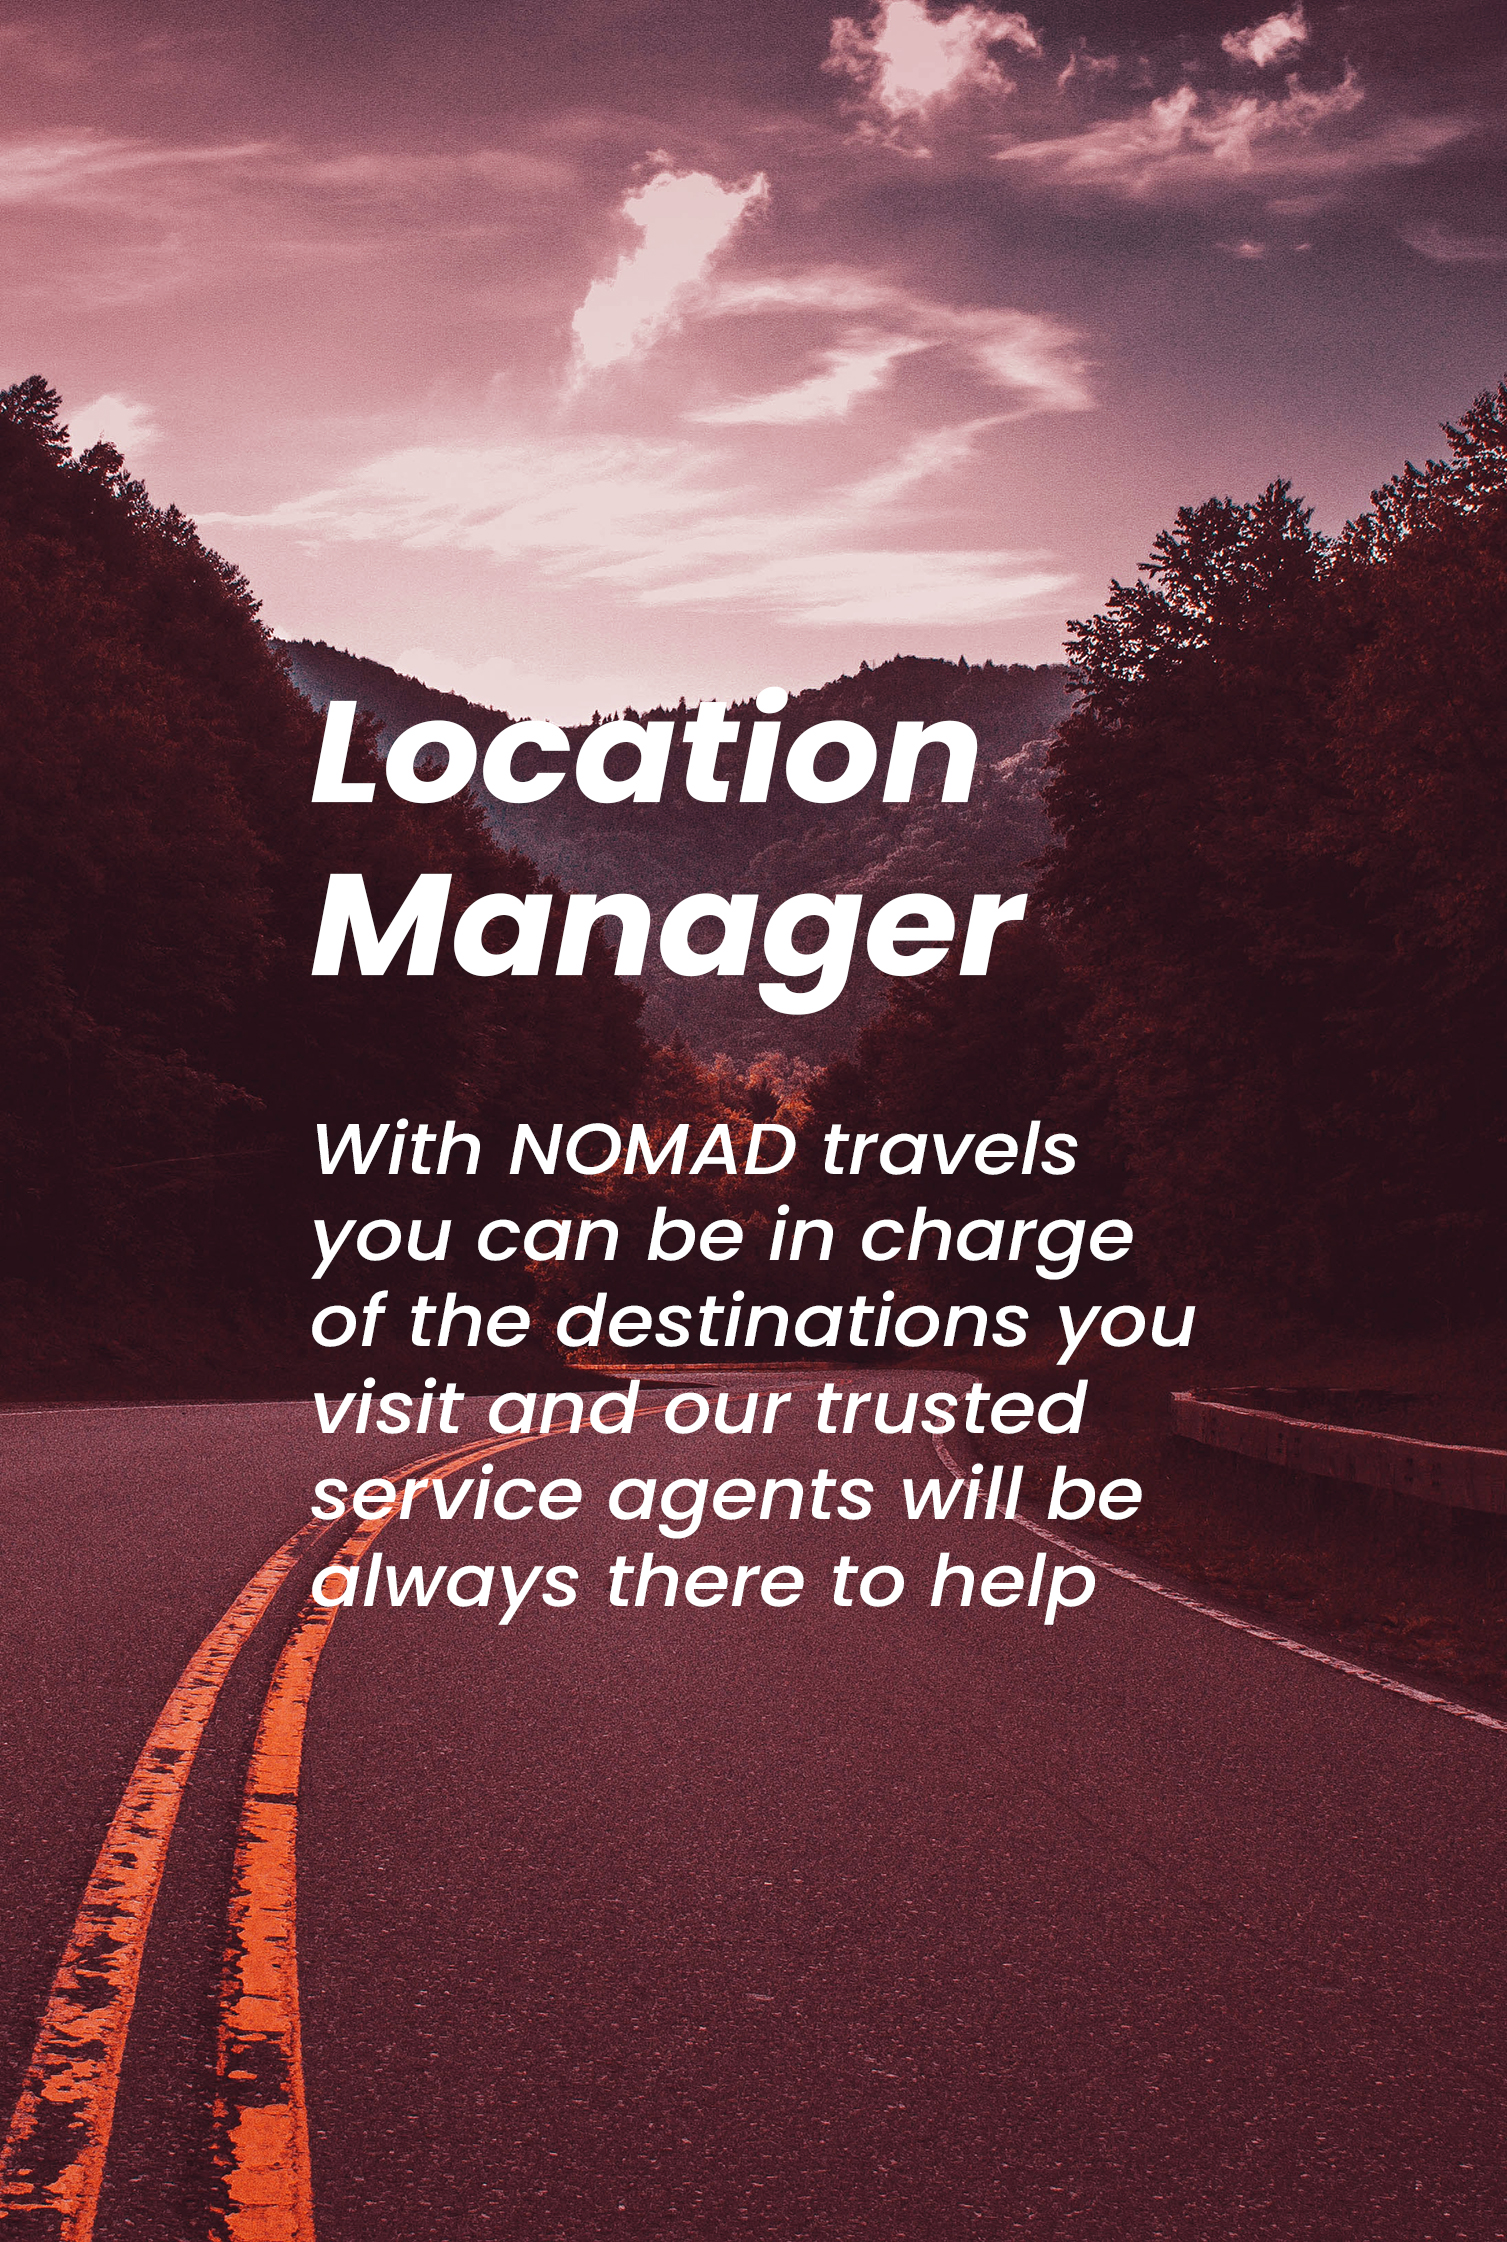 Location
Manager
With NOMAD travels
you can be in charge
of the destinations you
visit and our trusted
service agents will be
always there to help